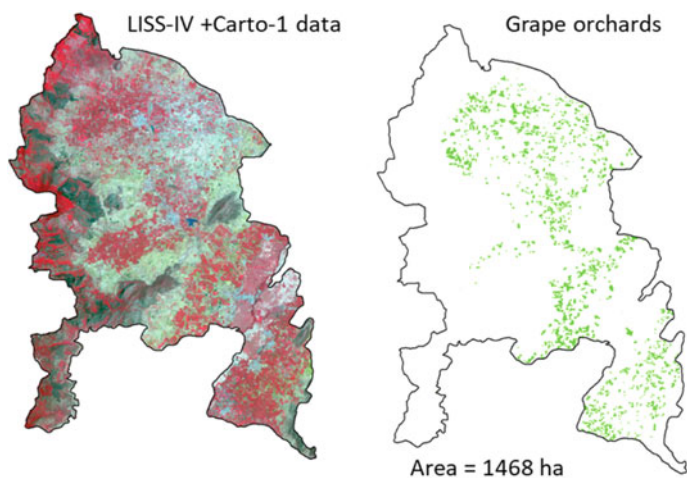 LISS-IV +Carto-1 data
Grape orchards
Area = 1468 ha